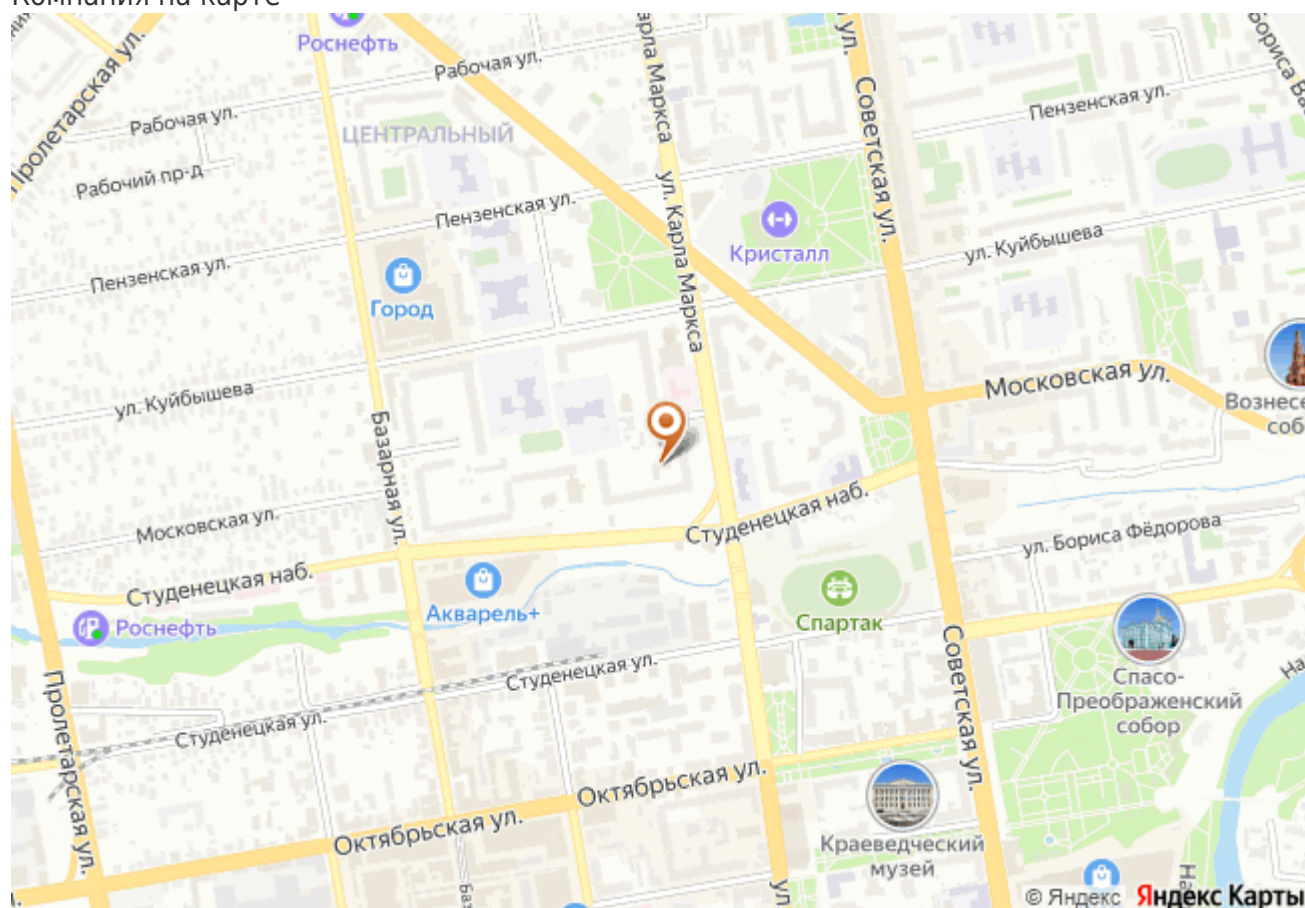 Компания на карте
Роснефть
Пролетарская ул.
Рабочая ул.
Рабочая ул.
Рабочий пр-д
ЦЕНТРАЛЬНЫЙ
Карла Маркса
ул. Карла Маркса
ул.
Советская ул.
Пензенская ул.
Пензенская ул.
Пензенская ул.
Кристалл
ул. Куйбышева
Город
ул. Куйбышева
Московская ул.
Базарная ул.
Московская ул.
Студенецкая наб.
Студенецкая наб.
ул. Бориса Фёдорова
Роснефть
Акварель+
Спартак
Студенецкая ул.
Студенецкая ул.
Советская ул.
Спасо-
Преображенский
собор
Пролетарская ул.
Октябрьская ул.
Октябрьская ул.
Краеведческий
музей
© Яндекс Яндекс Карты